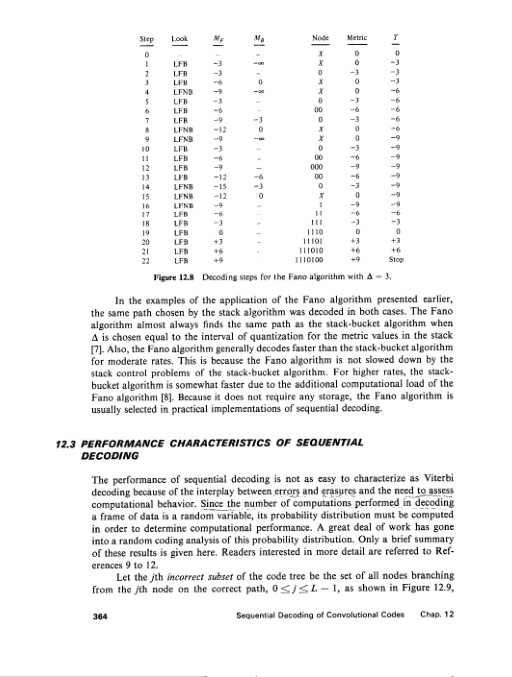 Step Look M_F M_B Node Metric T
0 -- -- -- X 0 0
1 LFB −3 −∞ X 0 −3
2 LFB −3 -- 0 −3 −3
3 LFB −6 0 X 0 −3
4 LFNB −9 −∞ X 0 −6
5 LFB −3 -- 0 −3 −6
6 LFB −6 -- 00 −6 −6
7 LFB −9 −3 0 −3 −6
8 LFNB −12 0 X 0 −6
9 LFNB −9 −∞ X 0 −9
10 LFB −3 -- 0 −3 −9
11 LFB −6 -- 00 −6 −9
12 LFB −9 -- 000 −9 −9
13 LFB −12 −6 00 −6 −9
14 LFNB −15 −3 0 −3 −9
15 LFNB −12 0 X 0 −9
16 LFNB −9 -- 1 −9 −9
17 LFB −6 -- 11 −6 −6
18 LFB −3 -- 111 −3 −3
19 LFB 0 -- 1110 0 0
20 LFB +3 -- 11101 +3 +3
21 LFB +6 -- 111010 +6 +6
22 LFB +9 1110100 +9 Stop
Figure 12.8 Decoding steps for the Fano algorithm with Δ = 3.
In the examples of the application of the Fano algorithm presented earlier,
the same path chosen by the stack algorithm was decoded in both cases. The Fano
algorithm almost always finds the same path as the stack-bucket algorithm when
Δ is chosen equal to the interval of quantization for the metric values in the stack
[7]. Also, the Fano algorithm generally decodes faster than the stack-bucket algorithm
for moderate rates. This is because the Fano algorithm is not slowed down by the
stack control problems of the stack-bucket algorithm. For higher rates, the stack-
bucket algorithm is somewhat faster due to the additional computational load of the
Fano algorithm [8]. Because it does not require any storage, the Fano algorithm is
usually selected in practical implementations of sequential decoding.
12.3 PERFORMANCE CHARACTERISTICS OF SEQUENTIAL
DECODING
The performance of sequential decoding is not as easy to characterize as Viterbi
decoding because of the interplay between errors and erasures and the need to assess
computational behavior. Since the number of computations performed in decoding
a frame of data is a random variable, its probability distribution must be computed
in order to determine computational performance. A great deal of work has gone
into a random coding analysis of this probability distribution. Only a brief summary
of these results is given here. Readers interested in more detail are referred to Ref-
erences 9 to 12.
Let the jth incorrect subset of the code tree be the set of all nodes branching
from the jth node on the correct path, 0 ≤ j ≤ L − 1, as shown in Figure 12.9,
364 Sequential Decoding of Convolutional Codes Chap. 12